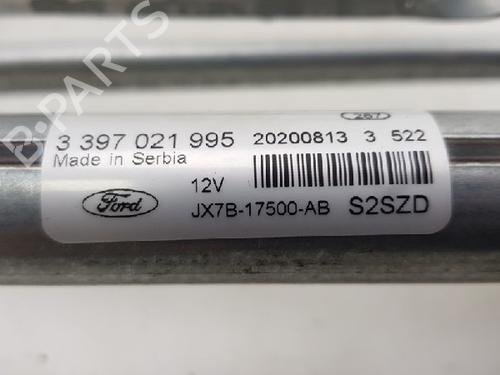 B-PARTS
267
3 397 021 995 20200813 3 522
Made in Serbia
12V
Ford JX7B-17500-AB S2SZD